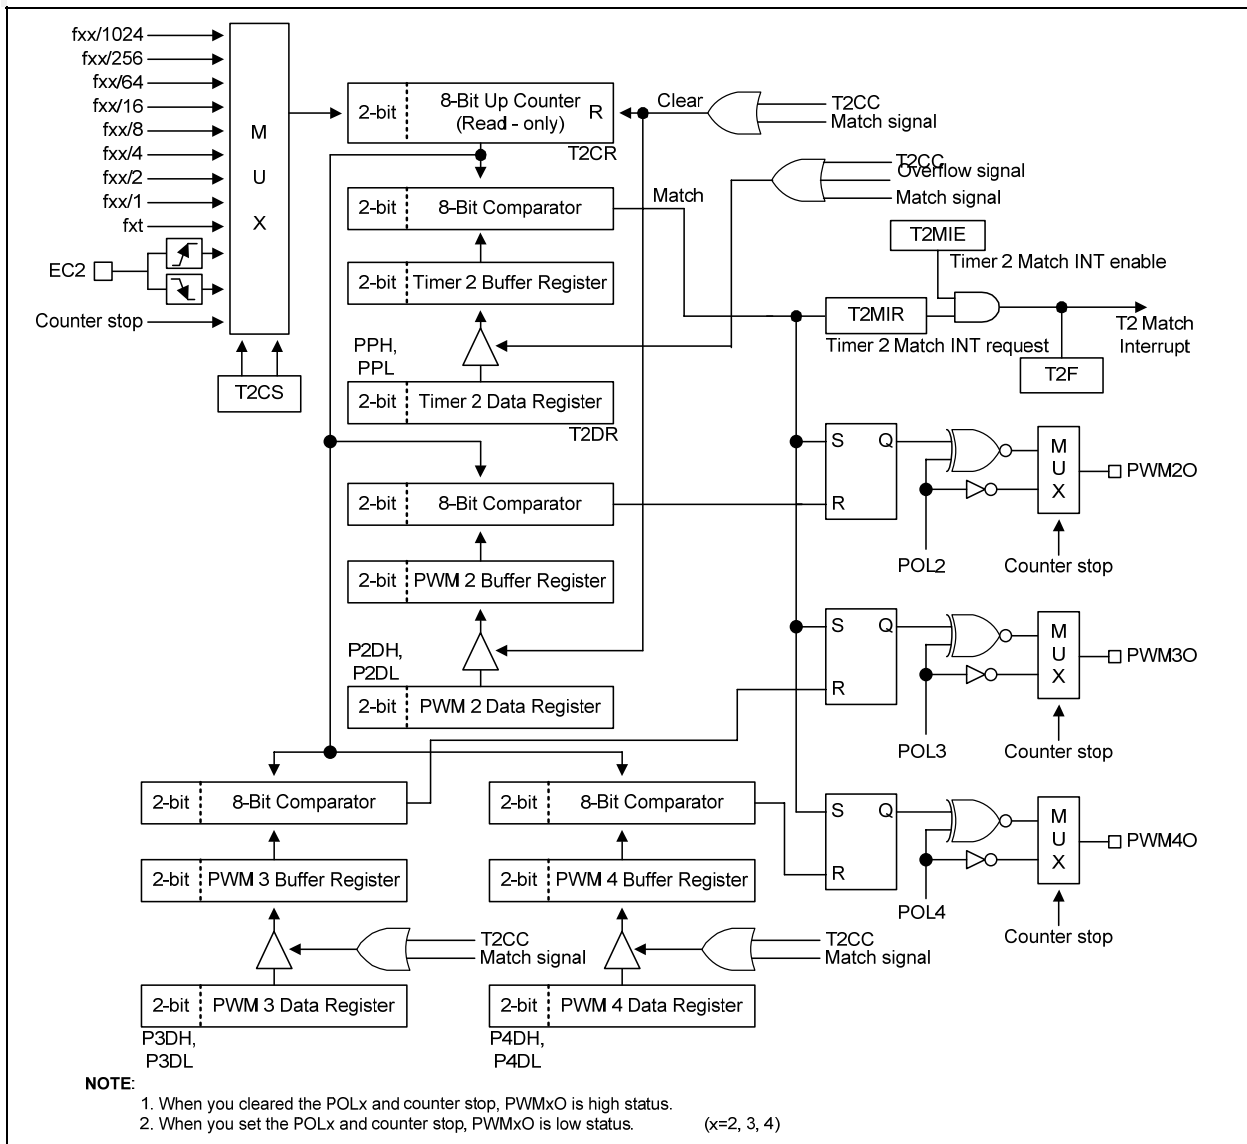 fxx/1024
fxx/256
fxx/64
fxx/16
fxx/8
fxx/4
fxx/2
fxx/1
fxt
EC2
Counter stop
M
U
X
T2CS
2-bit
8-Bit Up Counter
(Read - only)
R
T2CR
Clear
T2CC
Match signal
2-bit
8-Bit Comparator
Match
T2CC
Overflow signal
Match signal
2-bit
Timer 2 Buffer Register
T2MIE
Timer 2 Match INT enable
T2MIR
Timer 2 Match INT request
T2 Match
Interrupt
T2F
PPH,
PPL
2-bit
Timer 2 Data Register
T2DR
2-bit
8-Bit Comparator
S
Q
R
M
U
X
PWM2O
POL2
Counter stop
2-bit
PWM 2 Buffer Register
P2DH,
P2DL
2-bit
PWM 2 Data Register
S
Q
R
M
U
X
PWM3O
POL3
Counter stop
2-bit
8-Bit Comparator
2-bit
8-Bit Comparator
S
Q
R
M
U
X
PWM4O
POL4
Counter stop
2-bit
PWM 3 Buffer Register
2-bit
PWM 4 Buffer Register
T2CC
Match signal
T2CC
Match signal
2-bit
PWM 3 Data Register
2-bit
PWM 4 Data Register
P3DH,
P3DL
P4DH,
P4DL
NOTE:
1. When you cleared the POLx and counter stop, PWMxO is high status.
2. When you set the POLx and counter stop, PWMxO is low status. (x=2, 3, 4)